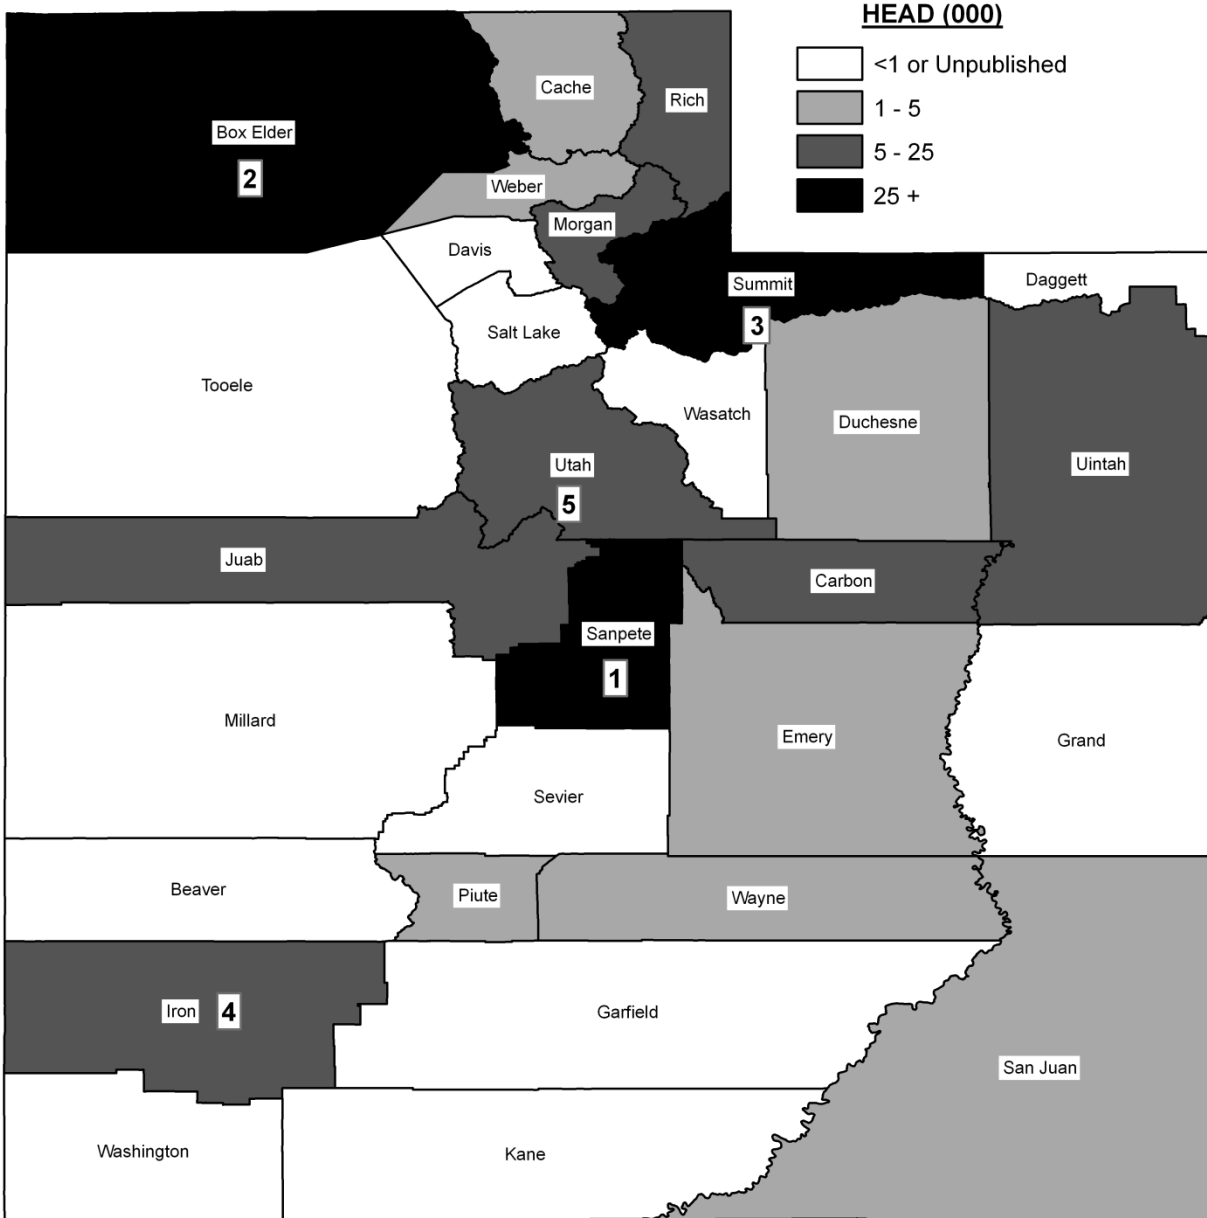 HEAD (000)
<1 or Unpublished
1 - 5
5 - 25
25 +
Cache
Rich
Box Elder
2
Weber
Morgan
Davis
Summit
3
Daggett
Salt Lake
Tooele
Wasatch
Duchesne
Uintah
Utah
5
Juab
Carbon
Sanpete
1
Millard
Emery
Grand
Sevier
Beaver
Piute
Wayne
Iron
4
Garfield
San Juan
Washington
Kane